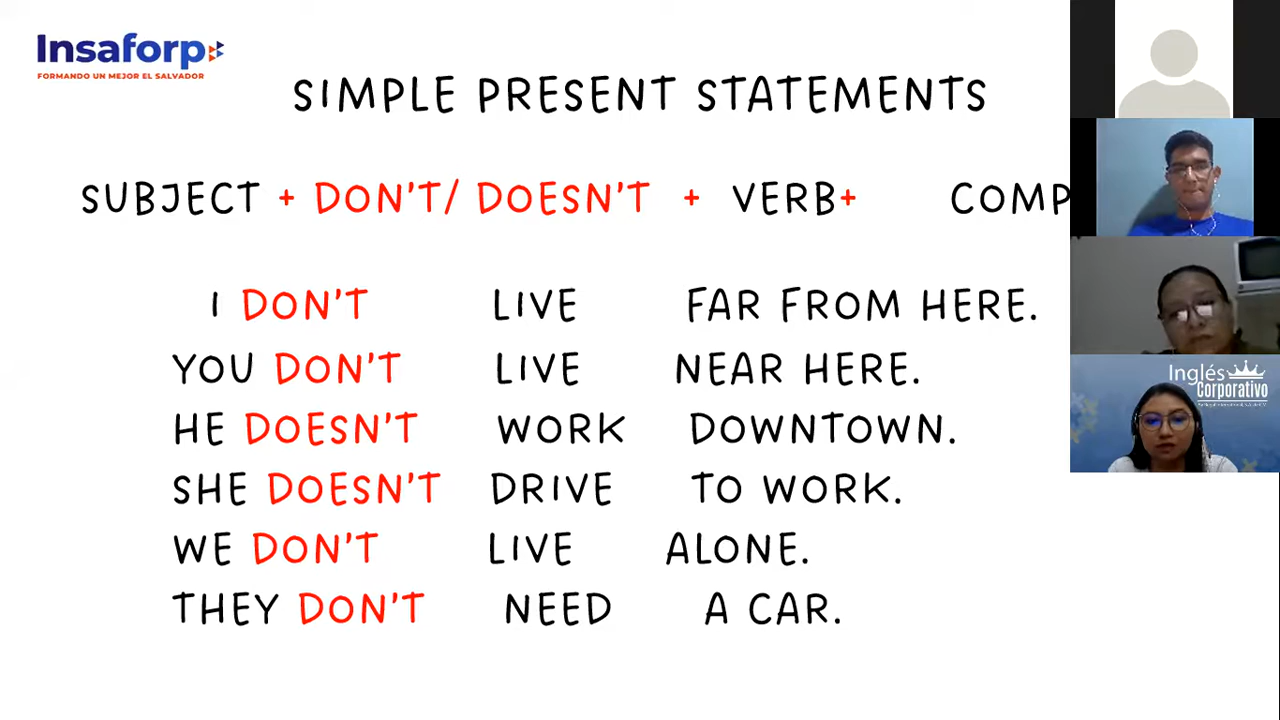 Insaforp
FORMANDO UN MEJOR EL SALVADOR
SIMPLE PRESENT STATEMENTS
SUBJECT + DON'T/ DOESN'T + VERB+ COMP
I DON'T LIVE FAR FROM HERE.
YOU DON'T LIVE NEAR HERE.
HE DOESN'T WORK DOWNTOWN.
SHE DOESN'T DRIVE TO WORK.
WE DON'T LIVE ALONE.
THEY DON'T NEED A CAR.
Inglés
Corporativo